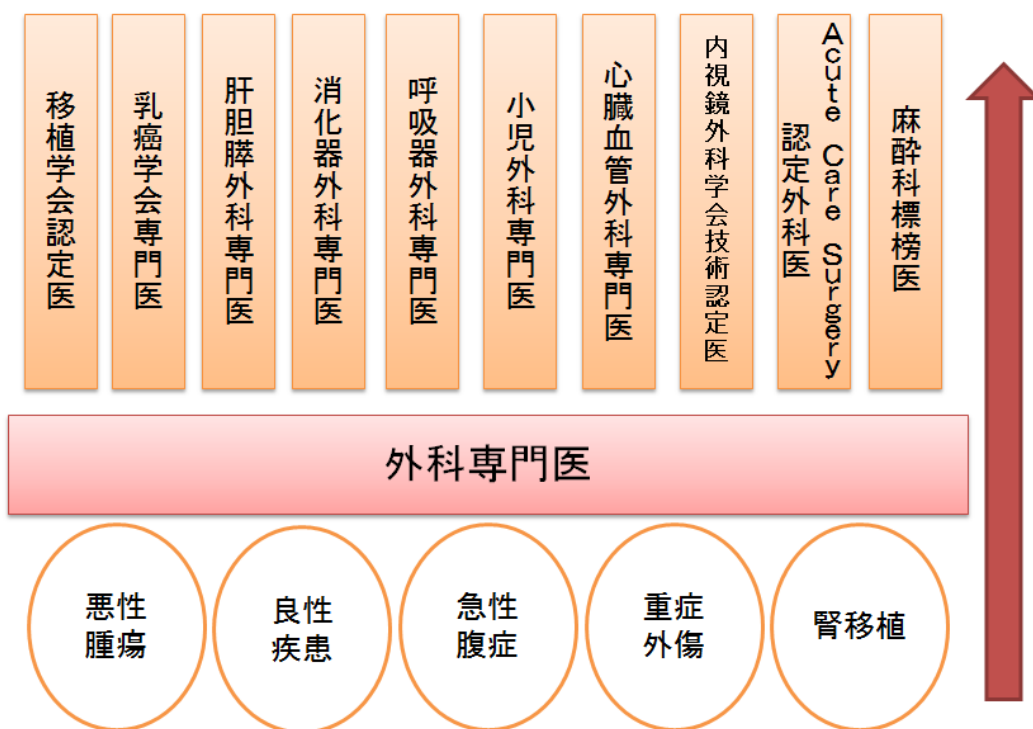 移植学会認定医
乳癌学会専門医
肝胆膵外科専門医
消化器外科専門医
呼吸器外科専門医
小児外科専門医
心臓血管外科専門医
内視鏡外科学会技術認定医
Acute Care Surgery
認定外科医
麻酔科標榜医
外科専門医
悪性
腫瘍
良性
疾患
急性
腹症
重症
外傷
腎移植